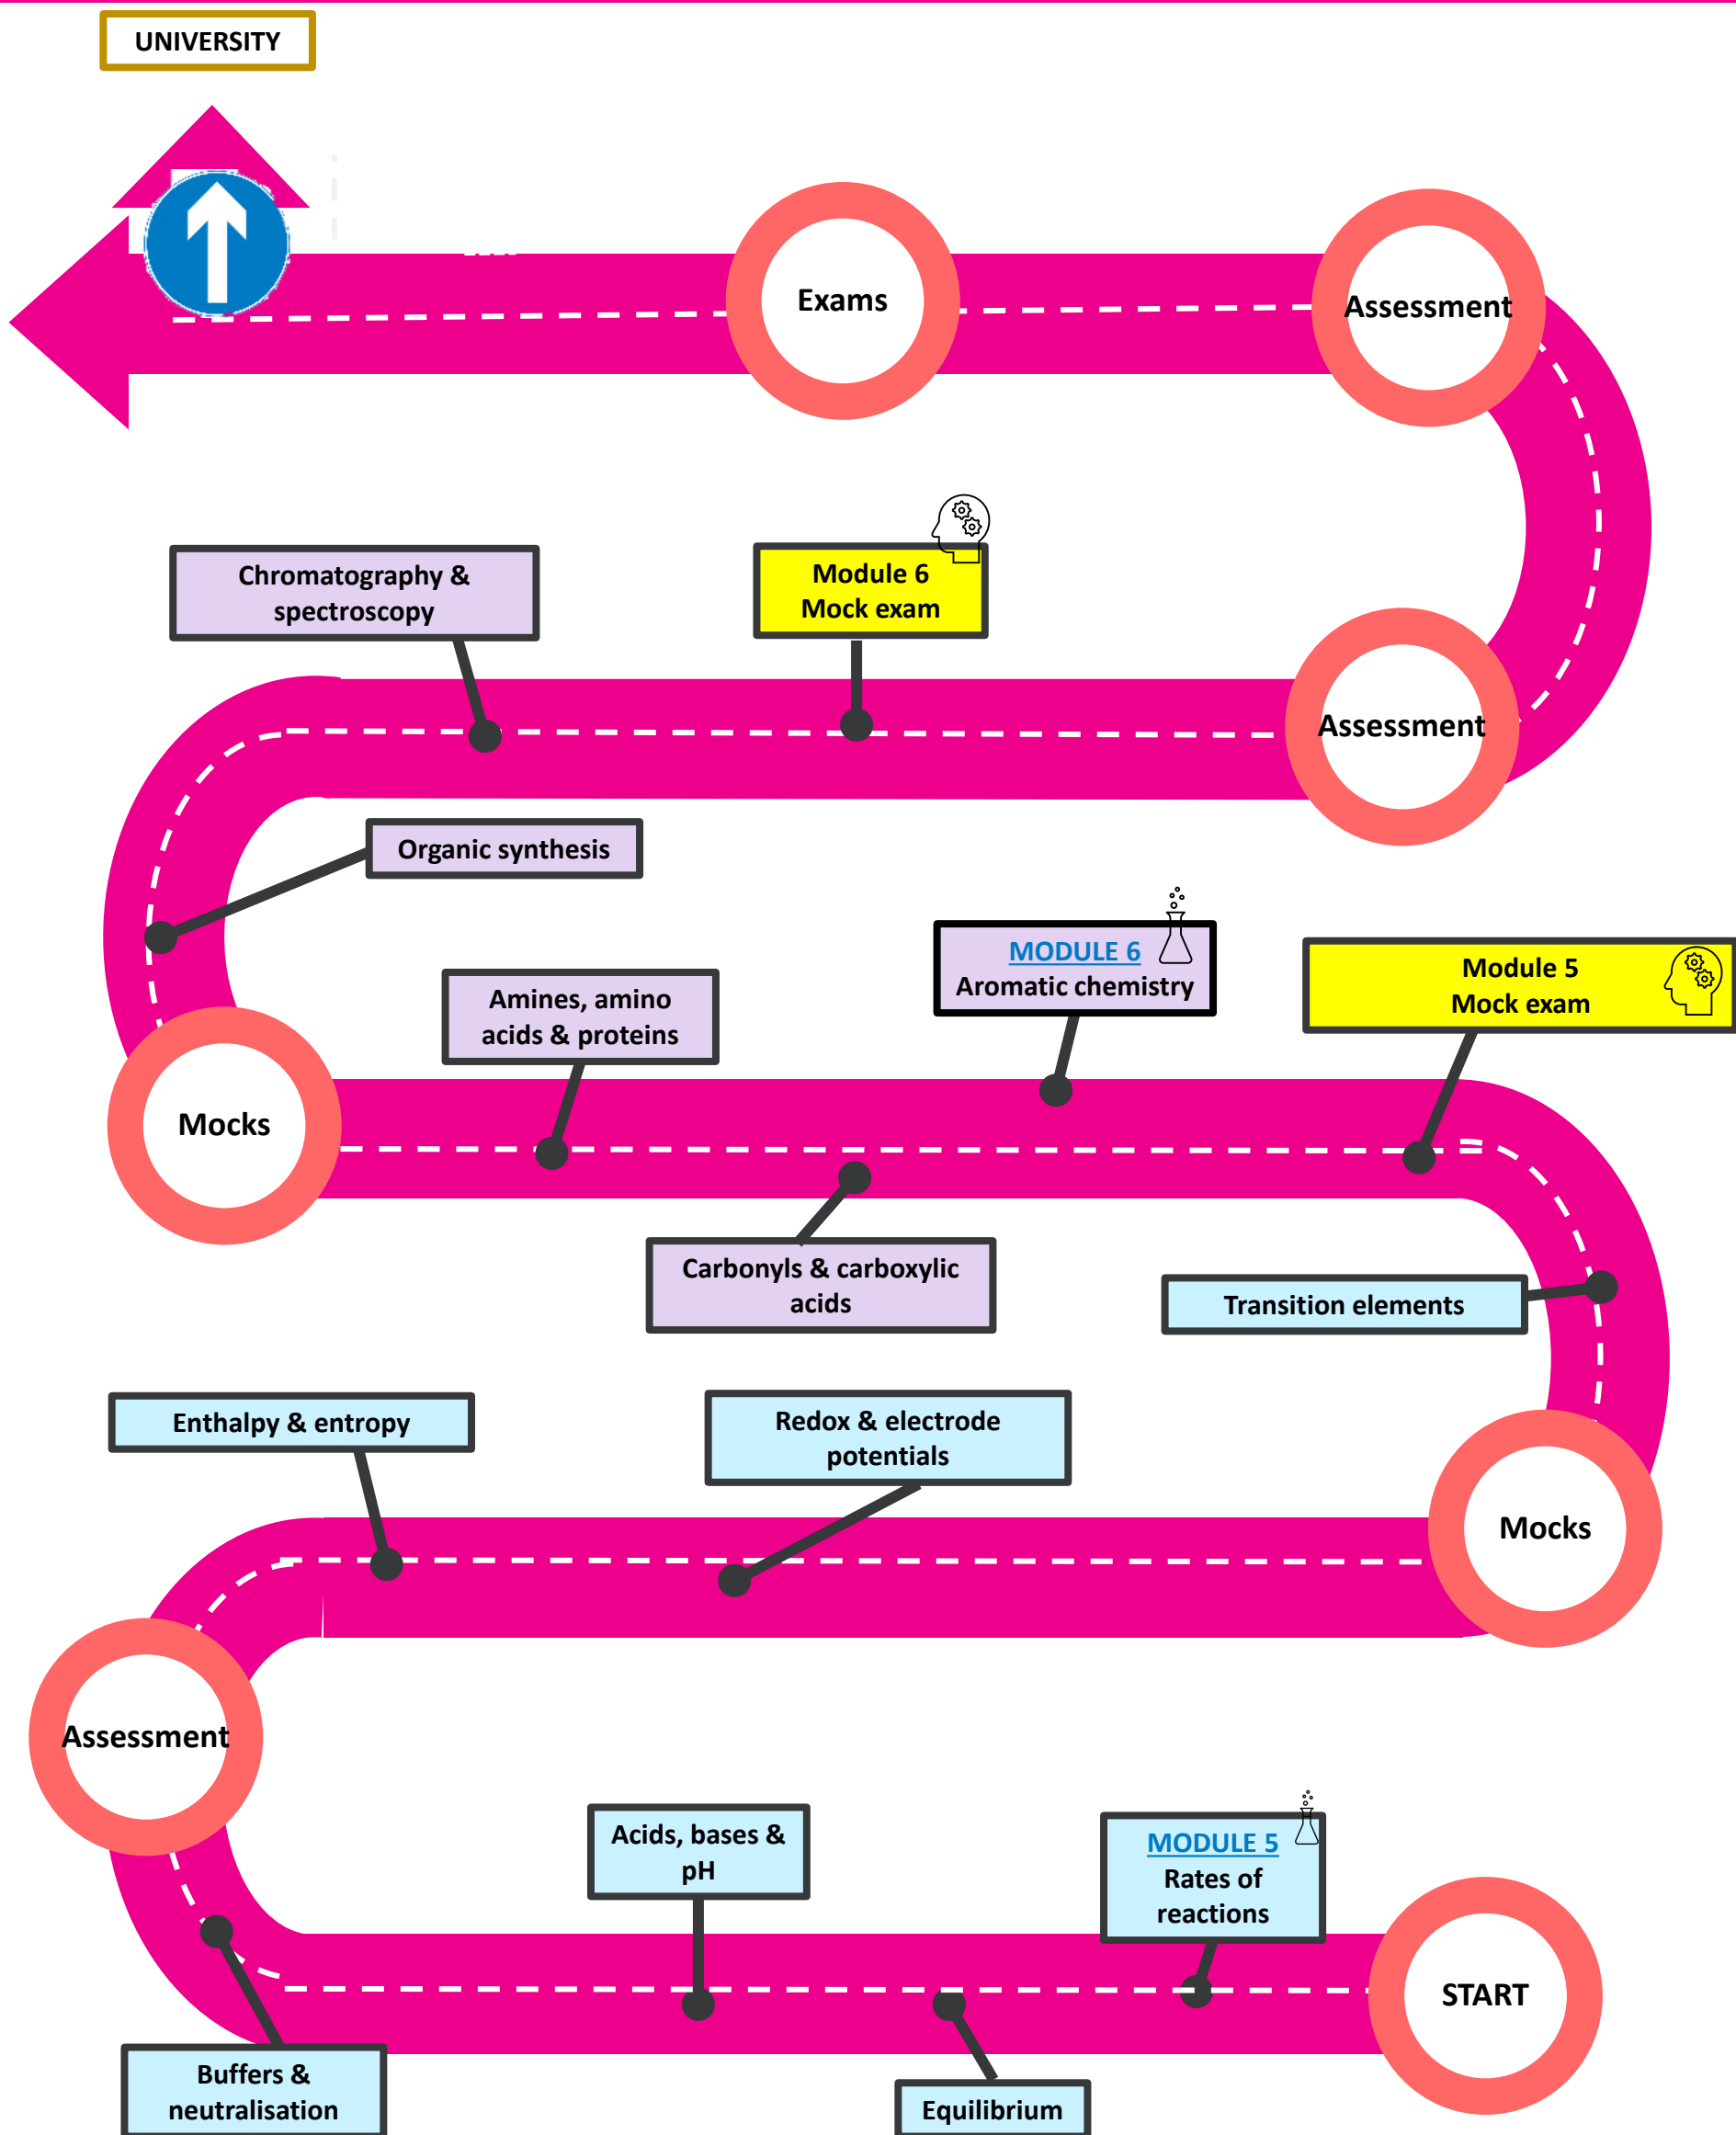 UNIVERSITY
Exams
Assessment
Chromatography &
spectroscopy
Module 6
Mock exam
Assessment
Organic synthesis
MODULE 6
Aromatic chemistry
Module 5
Mock exam
Amines, amino
acids & proteins
Mocks
Carbonyls & carboxylic
acids
Transition elements
Enthalpy & entropy
Redox & electrode
potentials
Mocks
Assessment
Acids, bases &
pH
MODULE 5
Rates of
reactions
START
Buffers &
neutralisation
Equilibrium